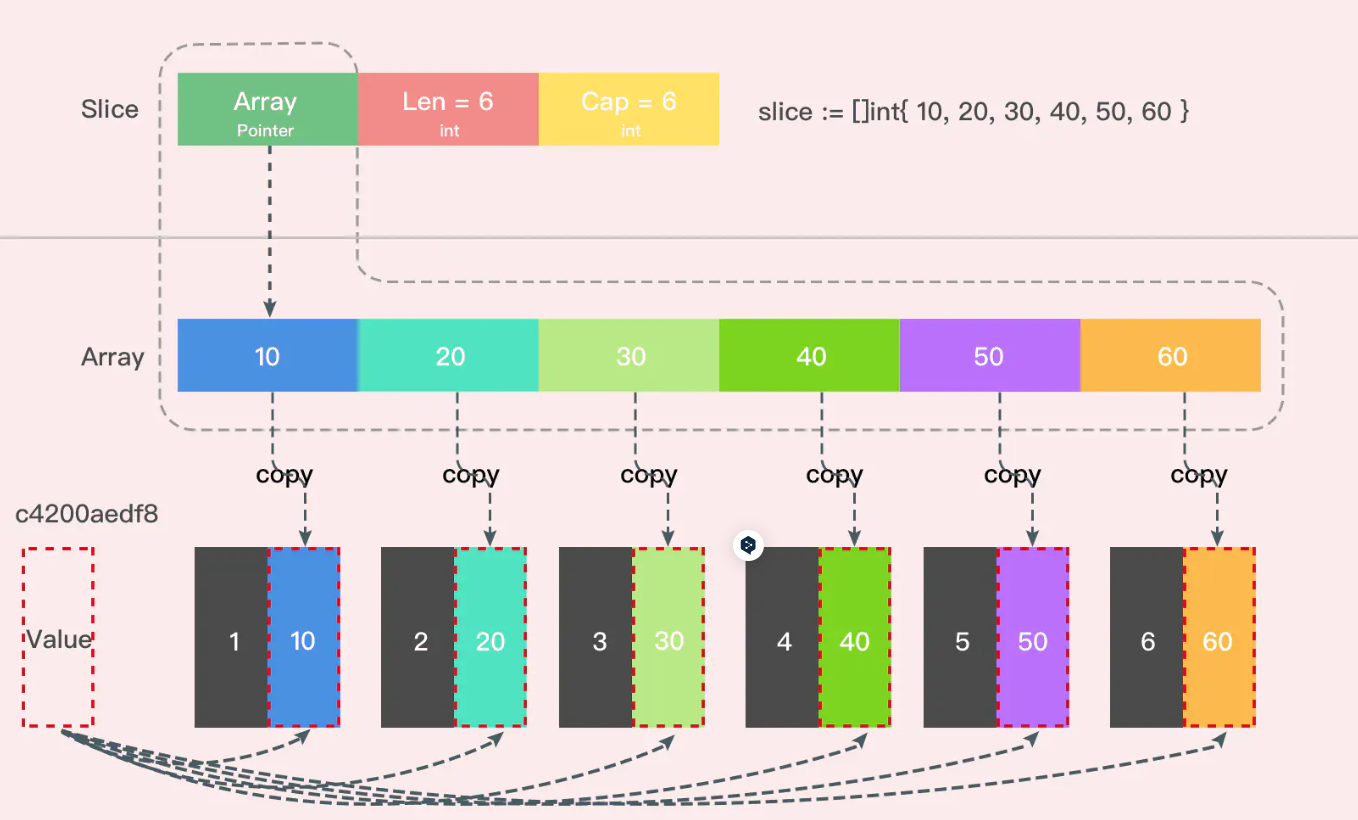 Slice
Array
Pointer
Len = 6
int
Cap = 6
int
slice := []int{ 10, 20, 30, 40, 50, 60 }
Array
10 20 30 40 50 60
copy copy copy copy copy copy
c4200aedf8
Value
1 10 2 20 3 30 4 40 5 50 6 60